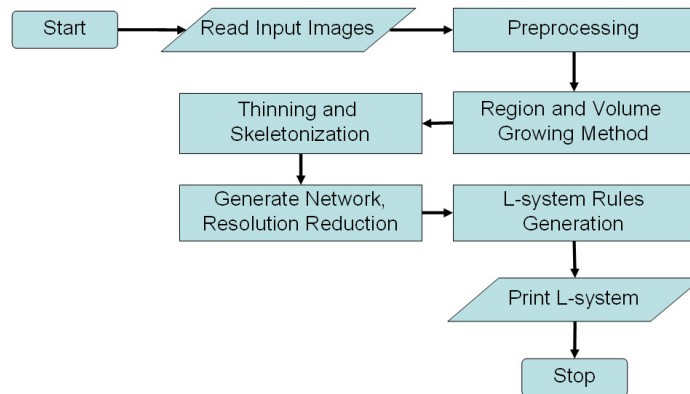 Start
Read Input Images
Preprocessing
Region and Volume
Growing Method
Thinning and
Skeletonization
Generate Network,
Resolution Reduction
L-system Rules
Generation
Print L-system
Stop